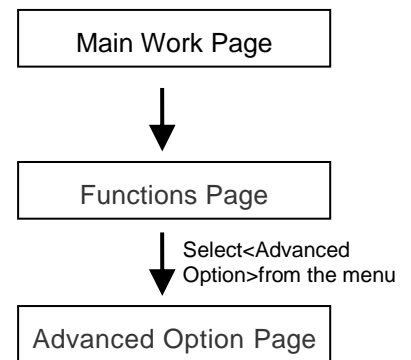 Main Work Page
Functions Page
Select<Advanced
Option>from the menu
Advanced Option Page